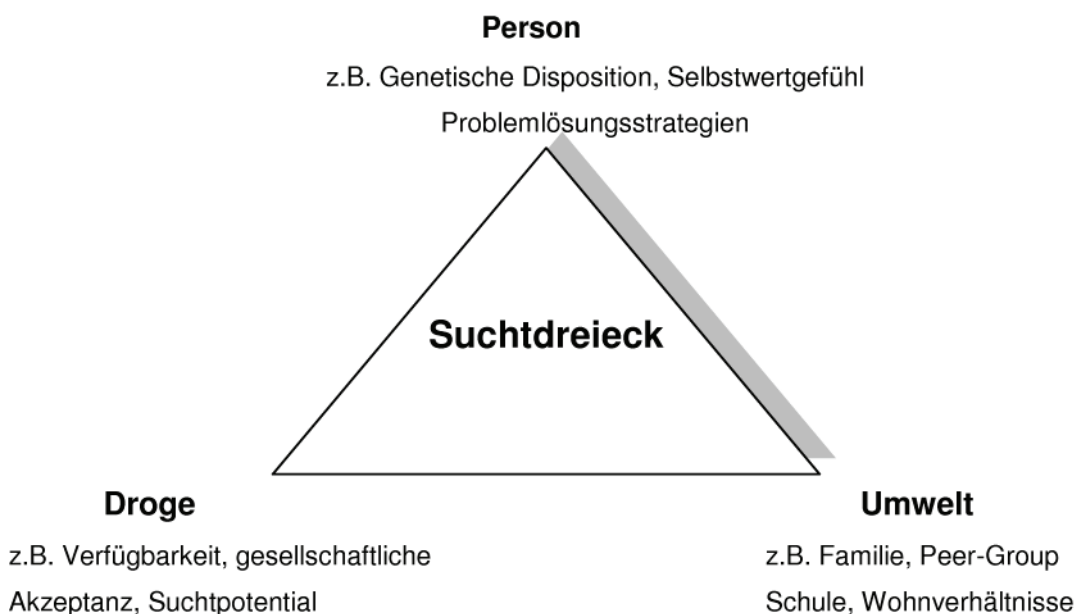 Person
z.B. Genetische Disposition, Selbstwertgefühl
Problemlösungsstrategien
Suchtdreieck
Droge
z.B. Verfügbarkeit, gesellschaftliche
Akzeptanz, Suchtpotential
Umwelt
z.B. Familie, Peer-Group
Schule, Wohnverhältnisse